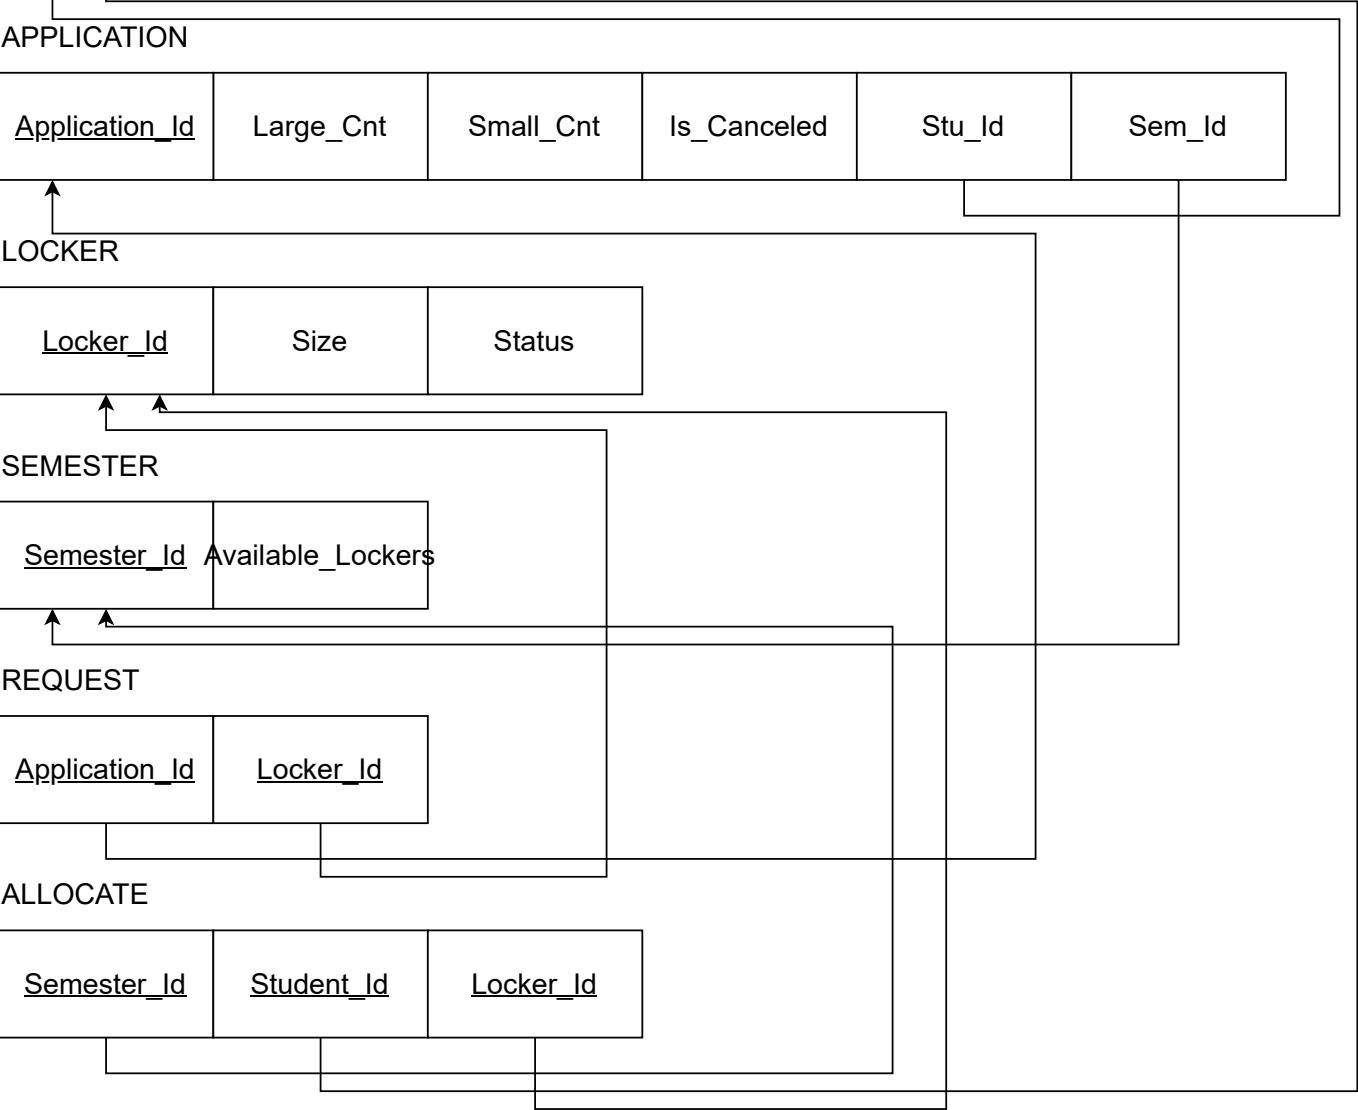 APPLICATION
Application_Id Large_Cnt Small_Cnt Is_Canceled Stu_Id Sem_Id
LOCKER
Locker_Id Size Status
SEMESTER
Semester_Id Available_Lockers
REQUEST
Application_Id Locker_Id
ALLOCATE
Semester_Id Student_Id Locker_Id